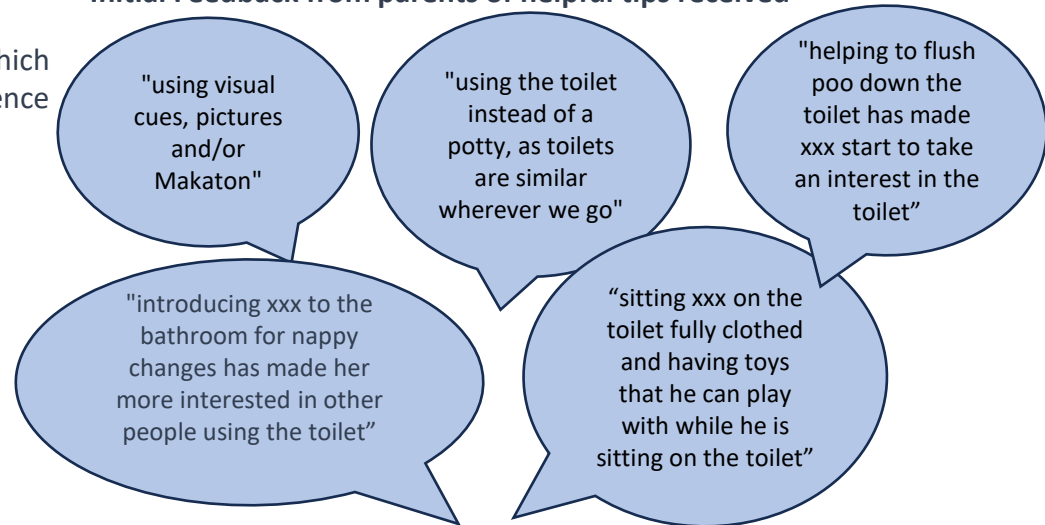 Initial Feedback from parents of helpful tips received
hich
ence
"using visual
cues, pictures
and/or
Makaton"
"using the toilet
instead of a
potty, as toilets
are similar
wherever we go"
"helping to flush
poo down the
toilet has made
xxx start to take
an interest in the
toilet”
"introducing xxx to the
bathroom for nappy
changes has made her
more interested in other
people using the toilet”
“sitting xxx on the
toilet fully clothed
and having toys
that he can play
with while he is
sitting on the toilet”